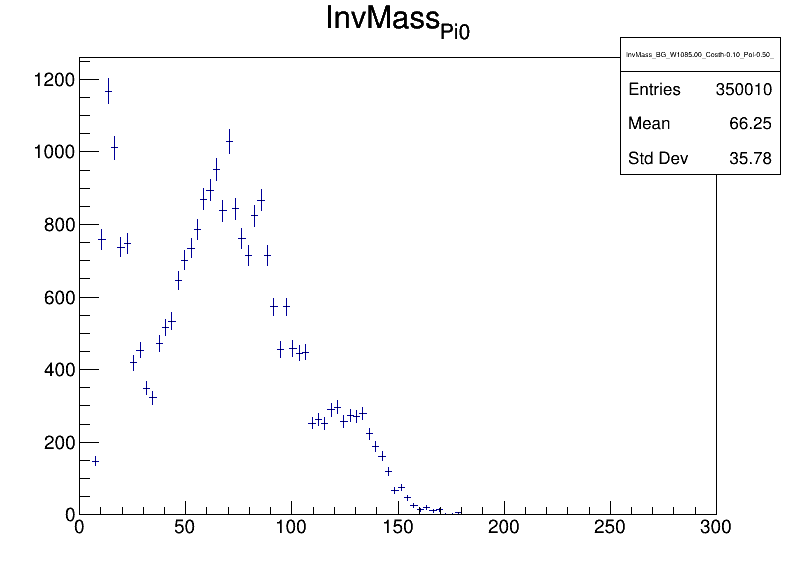 InvMass_Pi0
InvMass_BG_W1085.00_Costh-0.10_Pol-0.50_
Entries 350010
Mean 66.25
Std Dev 35.78
1200
1000
800
600
400
200
0
0 50 100 150 200 250 300